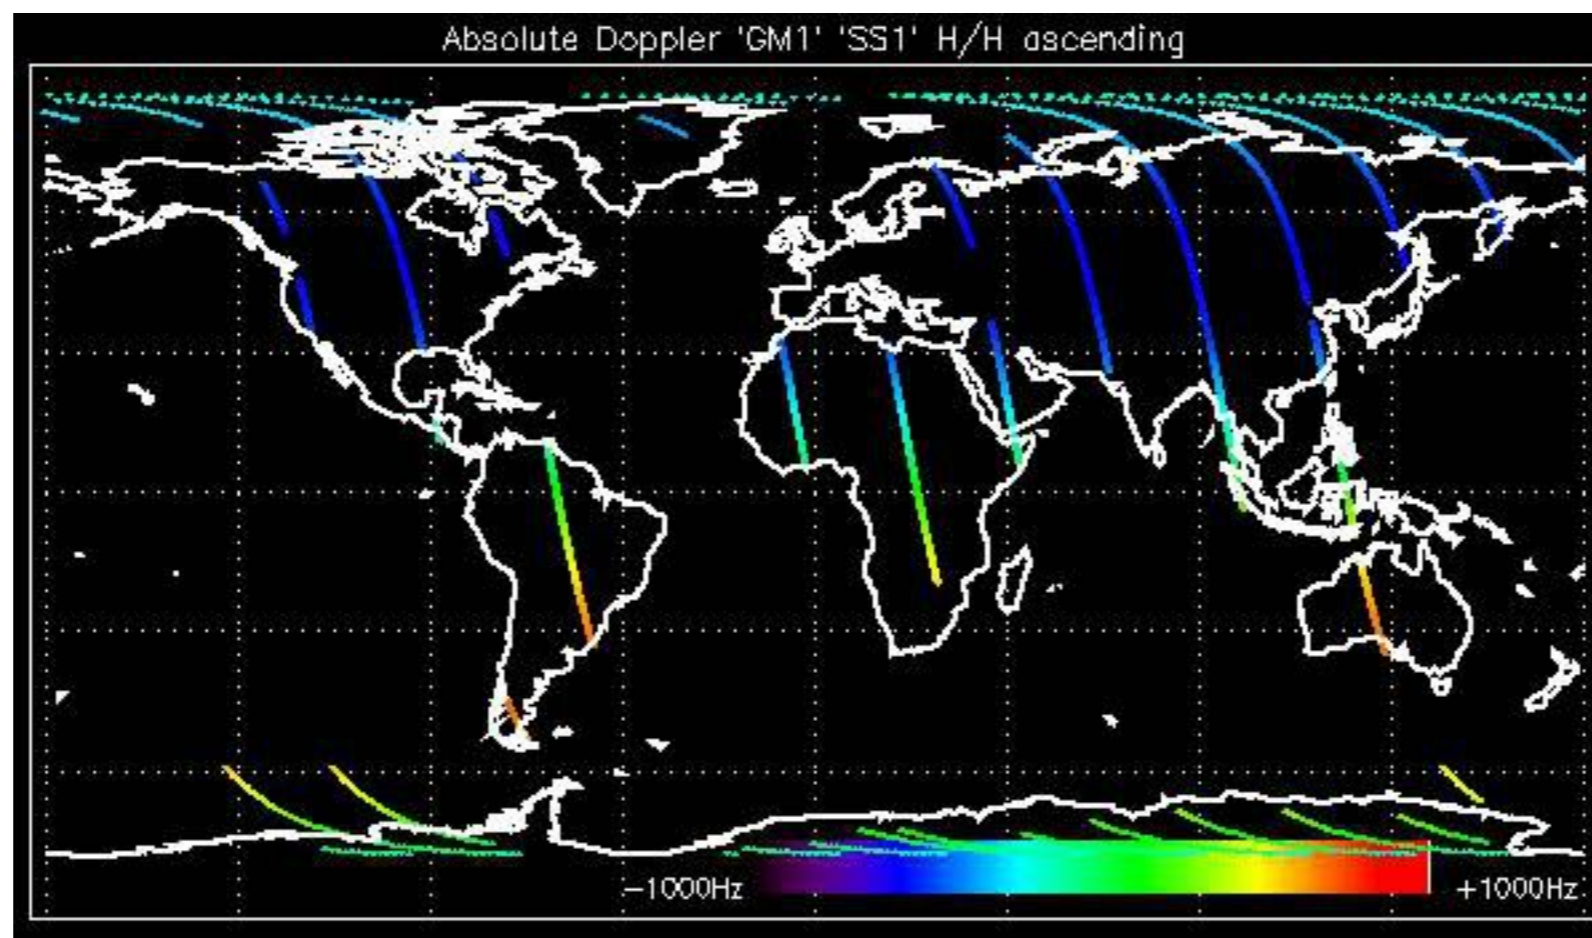 Absolute Doppler 'GM1' 'SS1' H/H ascending
-1000Hz +1000Hz